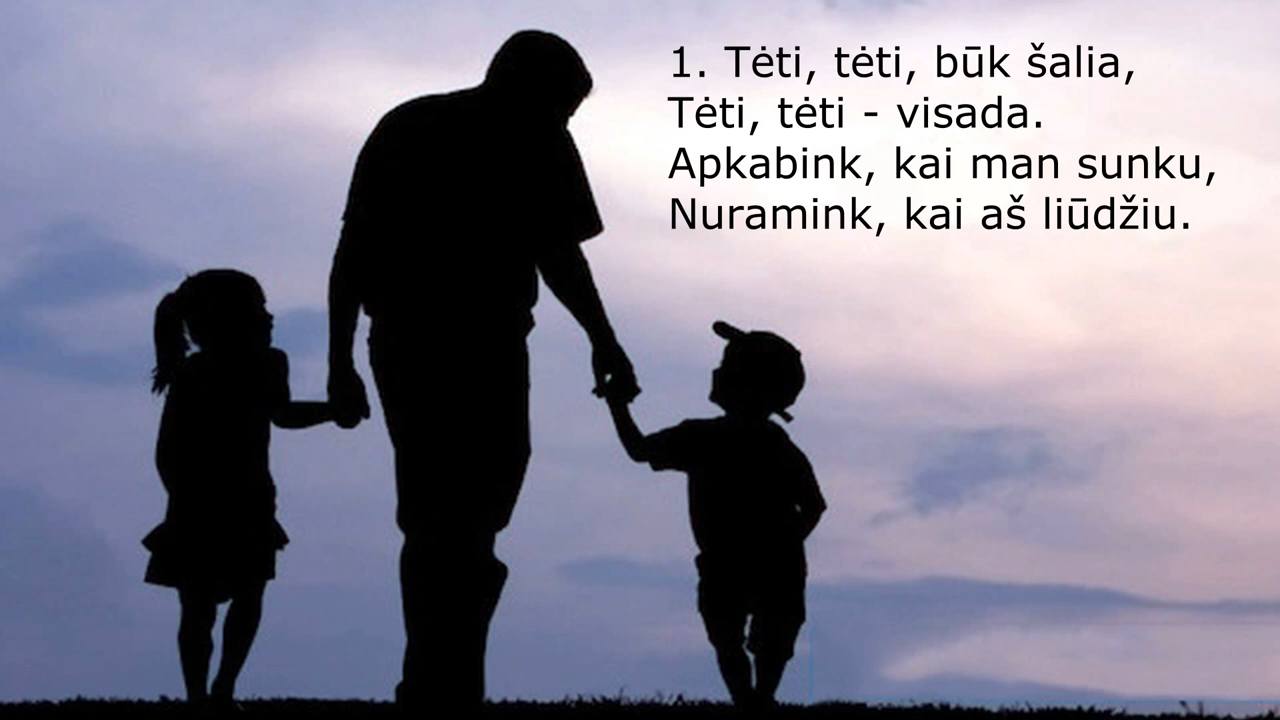 1. Tėti, tėti, būk šalia,
Tėti, tėti - visada.
Apkabink, kai man sunku,
Nuramink, kai aš liūdžiu.